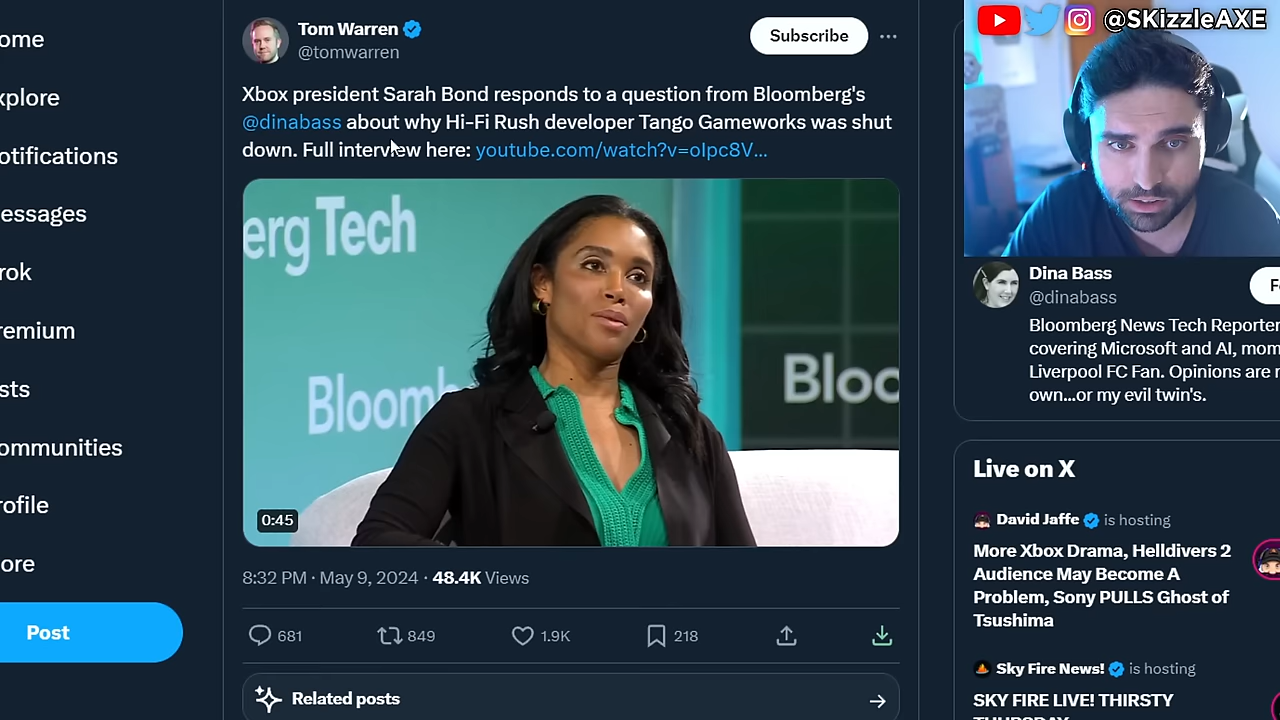 ome
xplore
otifications
essages
rok
remium
sts
ommunities
rofile
ore
Post
Tom Warren
@tomwarren
Subscribe
Xbox president Sarah Bond responds to a question from Bloomberg's
@dinabass about why Hi-Fi Rush developer Tango Gameworks was shut
down. Full interview here: youtube.com/watch?v=oIpc8V...
erg Tech
Bloomb
Bloo
0:45
8:32 PM · May 9, 2024 · 48.4K Views
681
849
1.9K
218
Related posts
@SKizzleAXE
Dina Bass
@dinabass
F
Bloomberg News Tech Reporter
covering Microsoft and AI, mom
Liverpool FC Fan. Opinions are
own...or my evil twin's.
Live on X
David Jaffe is hosting
More Xbox Drama, Helldivers 2
Audience May Become A
Problem, Sony PULLS Ghost of
Tsushima
Sky Fire News! is hosting
SKY FIRE LIVE! THIRSTY
THURSDAY